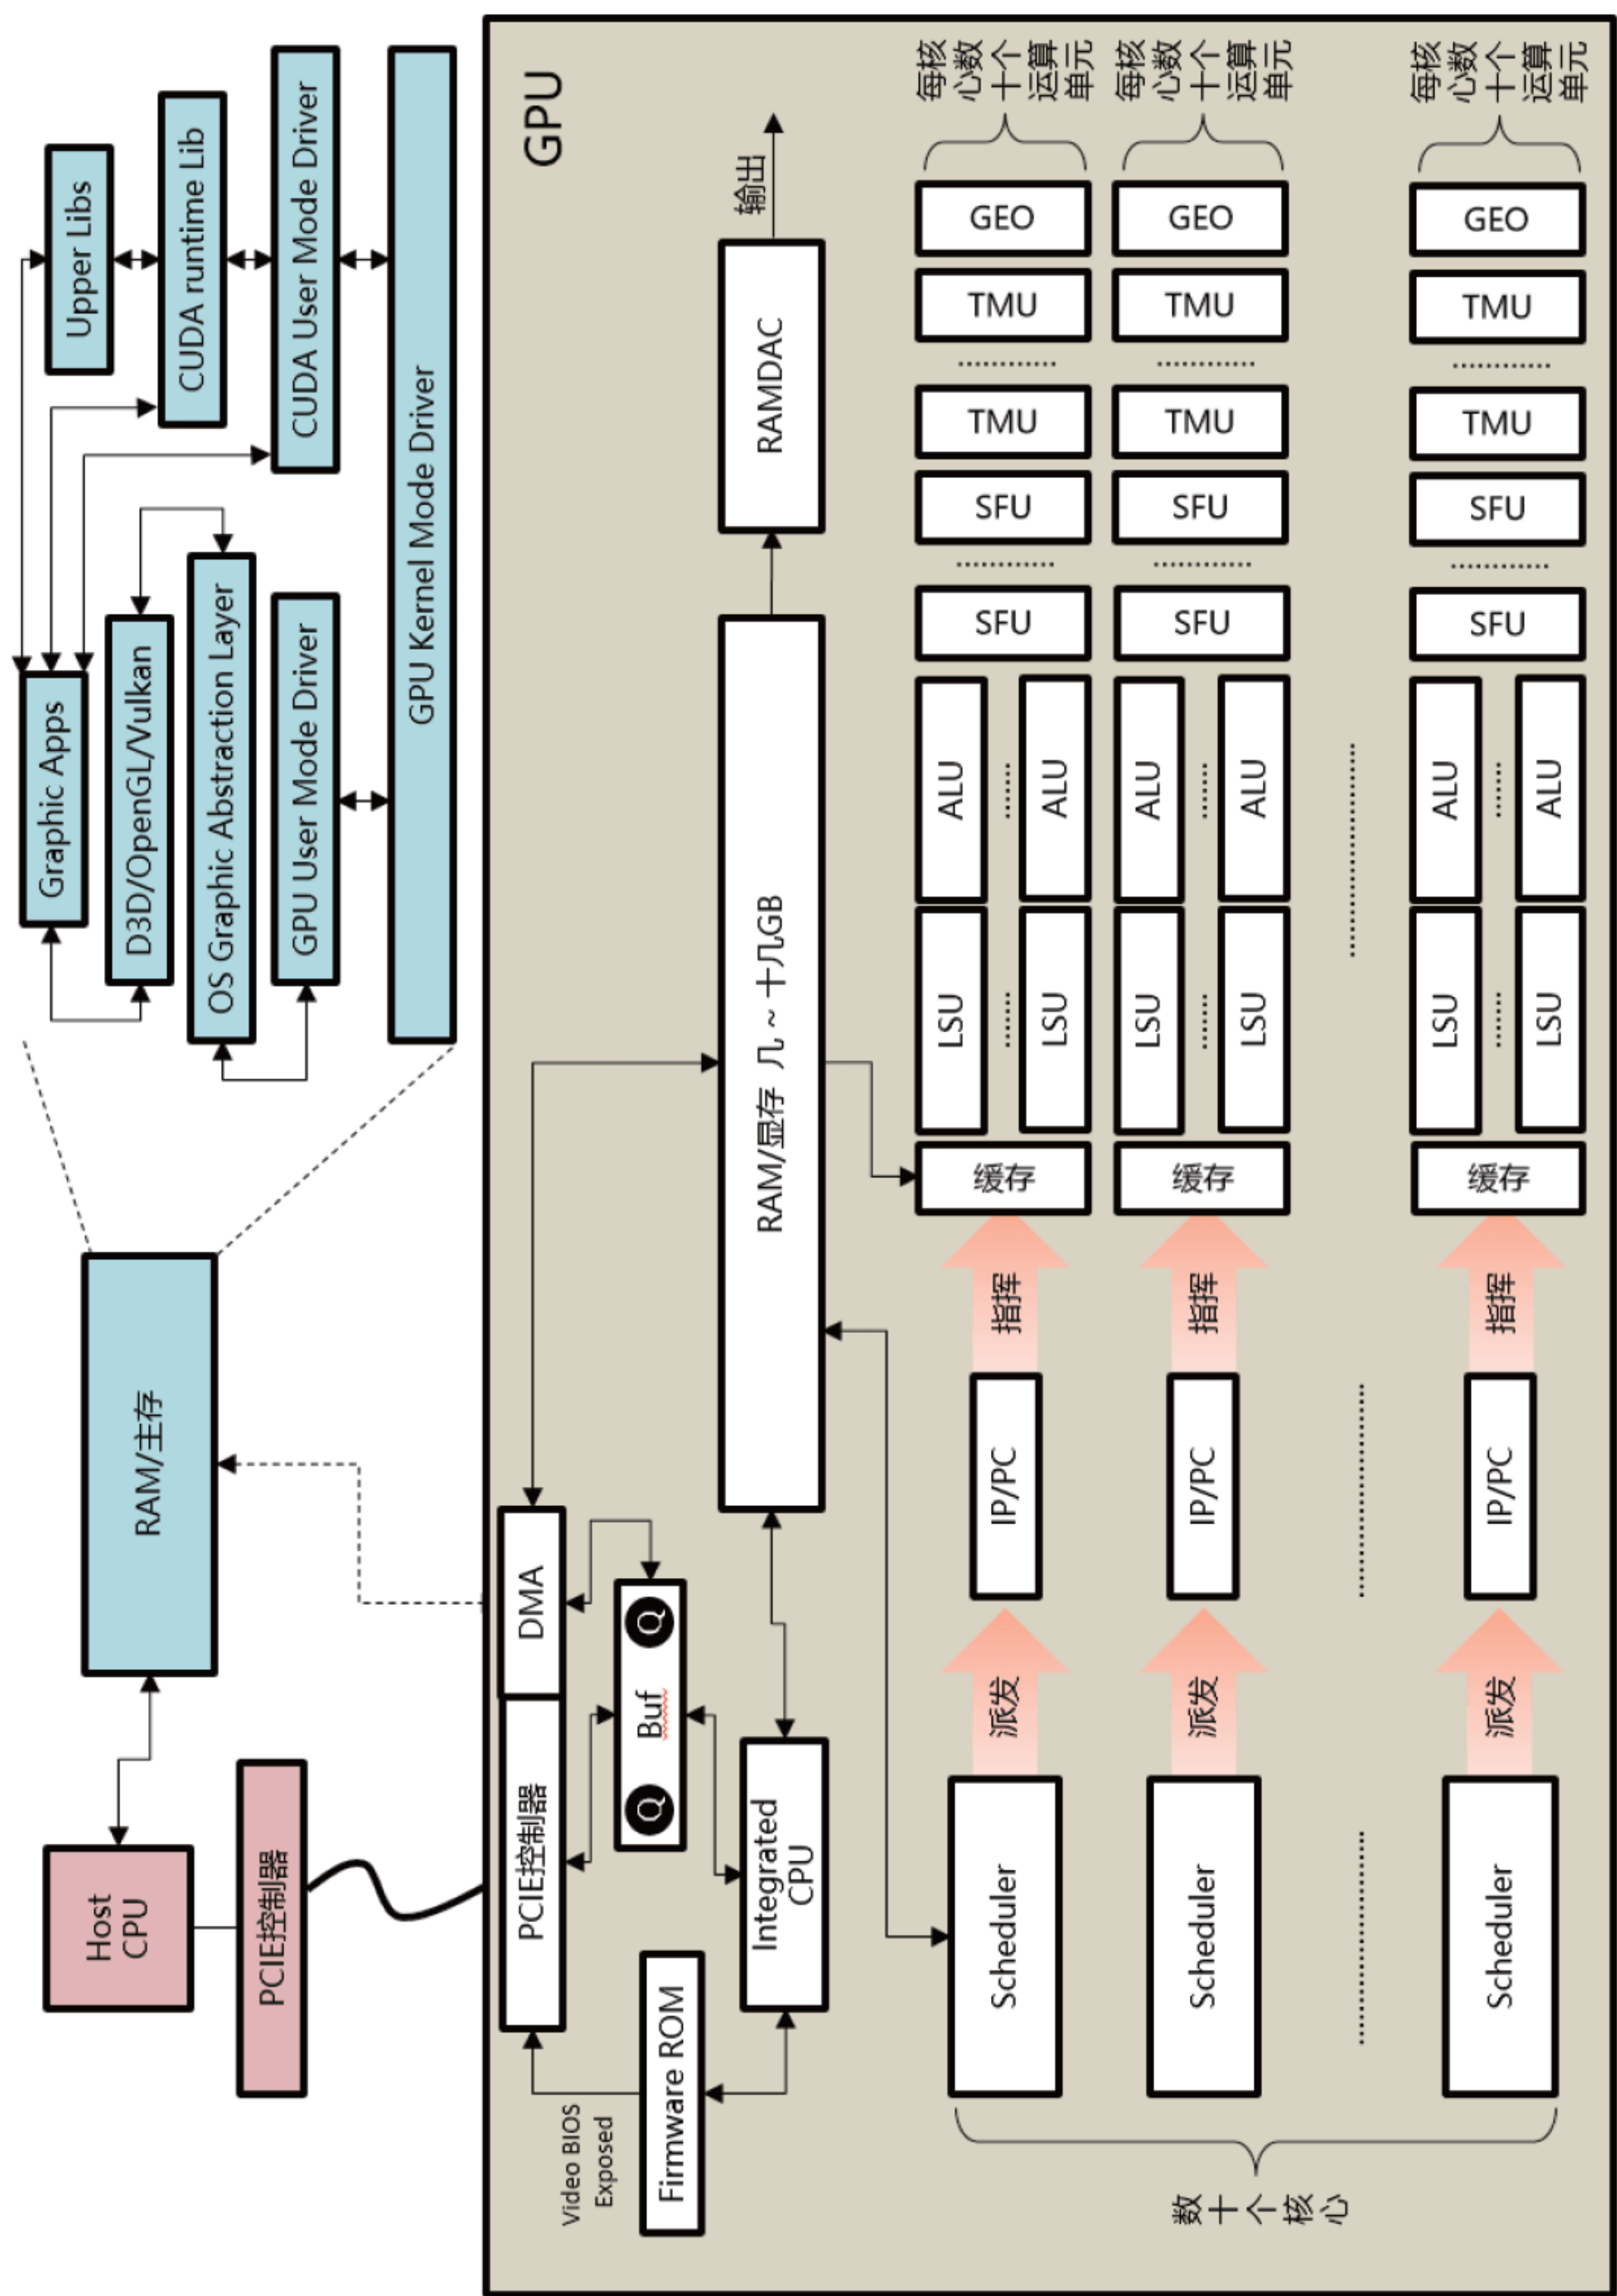 Host
CPU
RAM/主存
PCIE控制器
Graphic Apps
Upper Libs
D3D/OpenGL/Vulkan
CUDA runtime Lib
OS Graphic Abstraction Layer
GPU User Mode Driver
CUDA User Mode Driver
GPU Kernel Mode Driver
GPU
Video BIOS
Exposed
PCIE控制器
DMA
Q
Buf
Q
Firmware ROM
Integrated
CPU
RAM/显存 几 ~ 十几GB
RAMDAC
输出
数十个核心
Scheduler
派发
IP/PC
指挥
缓存
LSU
LSU
ALU
ALU
SFU
SFU
TMU
TMU
GEO
每核
心数
十个
运算
单元
Scheduler
派发
IP/PC
指挥
缓存
LSU
LSU
ALU
ALU
SFU
SFU
TMU
TMU
GEO
每核
心数
十个
运算
单元
Scheduler
派发
IP/PC
指挥
缓存
LSU
LSU
ALU
ALU
SFU
SFU
TMU
TMU
GEO
每核
心数
十个
运算
单元